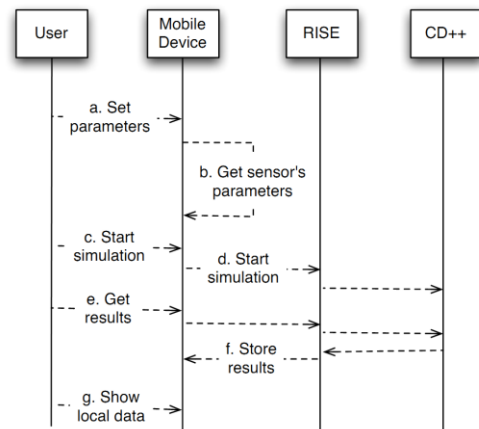 User
Mobile
Device
RISE
CD++
a. Set
parameters
b. Get sensor's
parameters
c. Start
simulation
d. Start
simulation
e. Get
results
f. Store
results
g. Show
local data